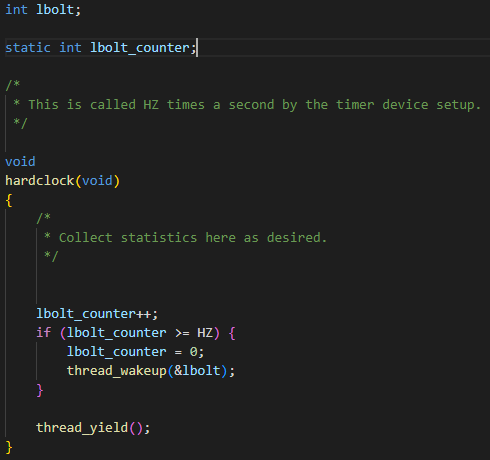 int lbolt;
static int lbolt_counter;
/*
* This is called HZ times a second by the timer device setup.
*/
void
hardclock(void)
{
/*
* Collect statistics here as desired.
*/
lbolt_counter++;
if (lbolt_counter >= HZ) {
lbolt_counter = 0;
thread_wakeup(&lbolt);
}
thread_yield();
}